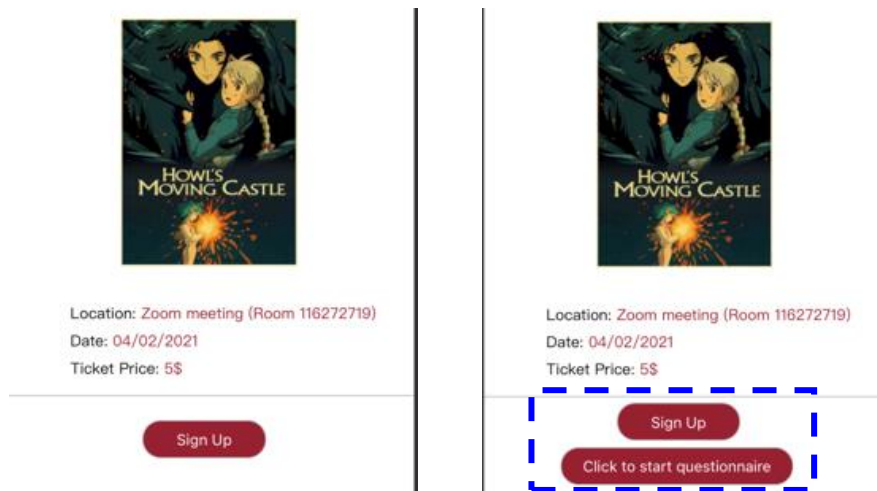 HOWL'S
MOVING CASTLE
Location: Zoom meeting (Room 116272719)
Date: 04/02/2021
Ticket Price: 5$
Sign Up
HOWL'S
MOVING CASTLE
Location: Zoom meeting (Room 116272719)
Date: 04/02/2021
Ticket Price: 5$
Sign Up
Click to start questionnaire